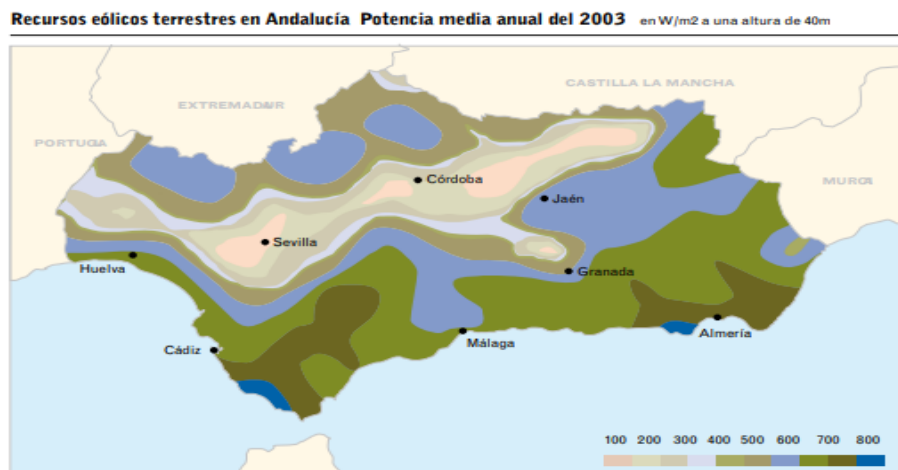 Recursos eólicos terrestres en Andalucía Potencia media anual del 2003 en W/m2 a una altura de 40m
CASTILLA LA MANCHA
EXTREMADUR
PORTUGA
Córdoba
MURCA
Jaén
Sevilla
Huelva
Granada
Almería
Málaga
Cádiz
100 200 300 400 500 600 700 800